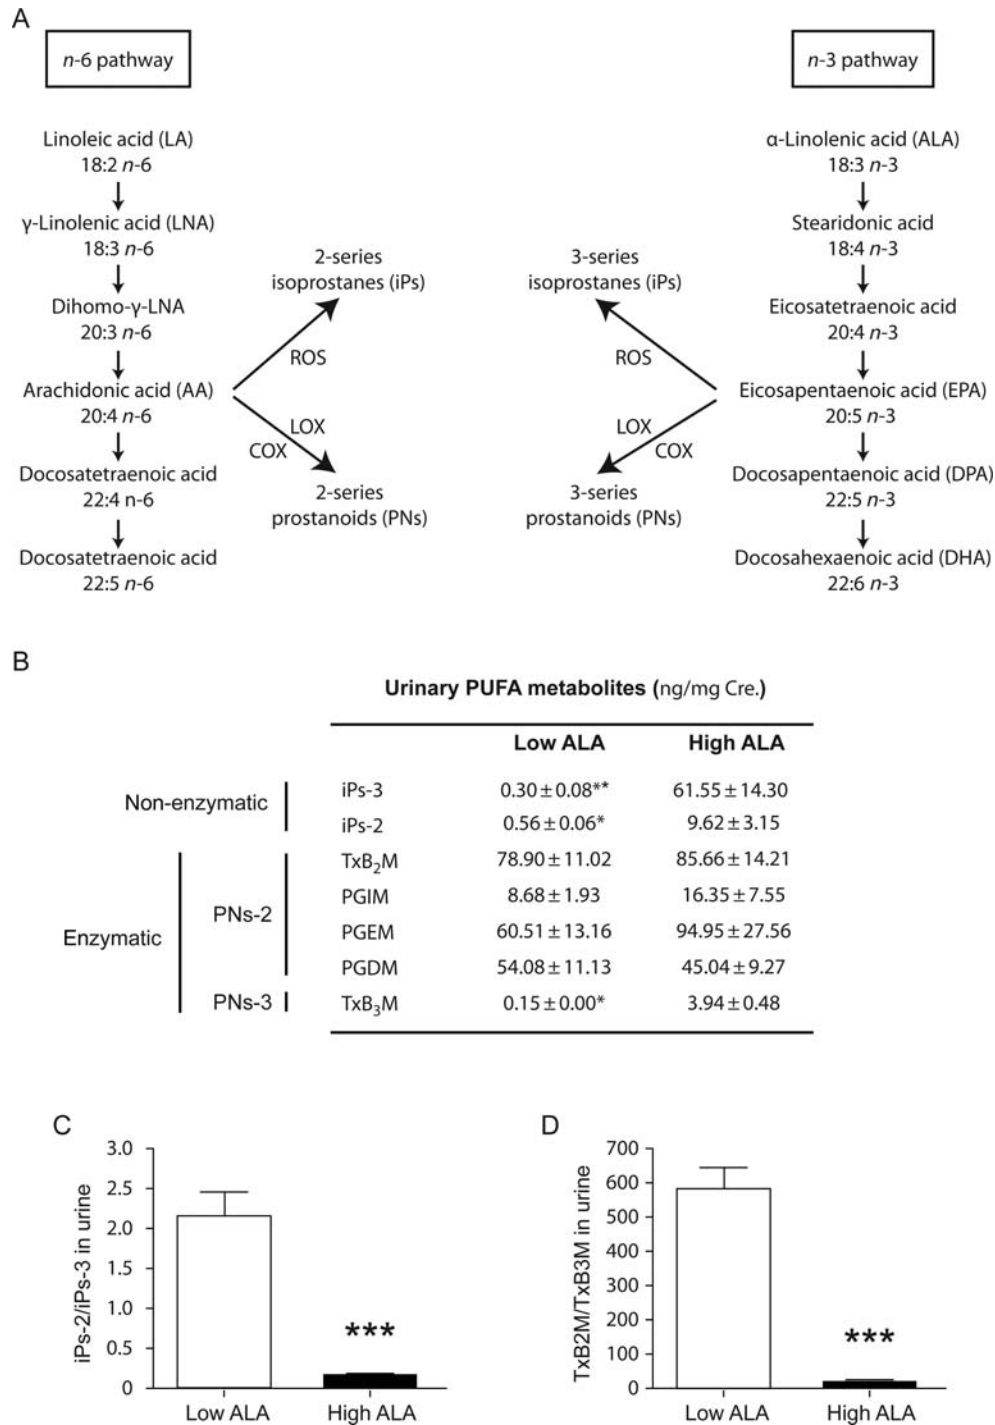 A
n-6 pathway
n-3 pathway
Linoleic acid (LA)
18:2 n-6
γ-Linolenic acid (LNA)
18:3 n-6
Dihomo-γ-LNA
20:3 n-6
Arachidonic acid (AA)
20:4 n-6
Docosatetraenoic acid
22:4 n-6
Docosatetraenoic acid
22:5 n-6
2-series
isoprostanes (iPs)
ROS
LOX
COX
2-series
prostanoids (PNs)
3-series
isoprostanes (iPs)
ROS
LOX
COX
3-series
prostanoids (PNs)
α-Linolenic acid (ALA)
18:3 n-3
Stearidonic acid
18:4 n-3
Eicosatetraenoic acid
20:4 n-3
Eicosapentaenoic acid (EPA)
20:5 n-3
Docosapentaenoic acid (DPA)
22:5 n-3
Docosahexaenoic acid (DHA)
22:6 n-3
B
Urinary PUFA metabolites (ng/mg Cre.)
Low ALA High ALA
Non-enzymatic
iPs-3 0.30±0.08** 61.55±14.30
iPs-2 0.56±0.06* 9.62±3.15
Enzymatic
PNs-2
TxB₂M 78.90±11.02 85.66±14.21
PGIM 8.68±1.93 16.35±7.55
PGEM 60.51±13.16 94.95±27.56
PGDM 54.08±11.13 45.04±9.27
PNs-3
TxB₃M 0.15±0.00* 3.94±0.48
C
iPs-2/iPs-3 in urine
3.0
2.5
2.0
1.5
1.0
0.5
0
***
Low ALA High ALA
D
TxB2M/TxB3M in urine
700
600
500
400
300
200
100
0
***
Low ALA High ALA